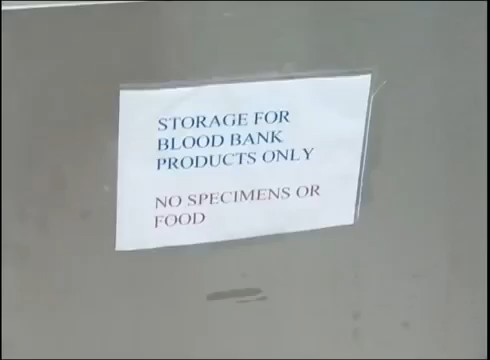 STORAGE FOR
BLOOD BANK
PRODUCTS ONLY
NO SPECIMENS OR
FOOD